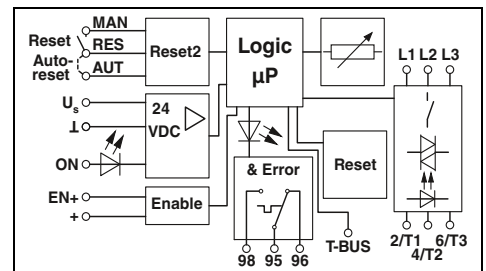 MAN
Reset
RES
Reset2
Auto-
reset
AUT
Logic
µP
L1 L2 L3
Us
⊥
24
VDC
ON
EN+
+
Enable
& Error
Reset
98 95 96
T-BUS
2/T1 6/T3
4/T2